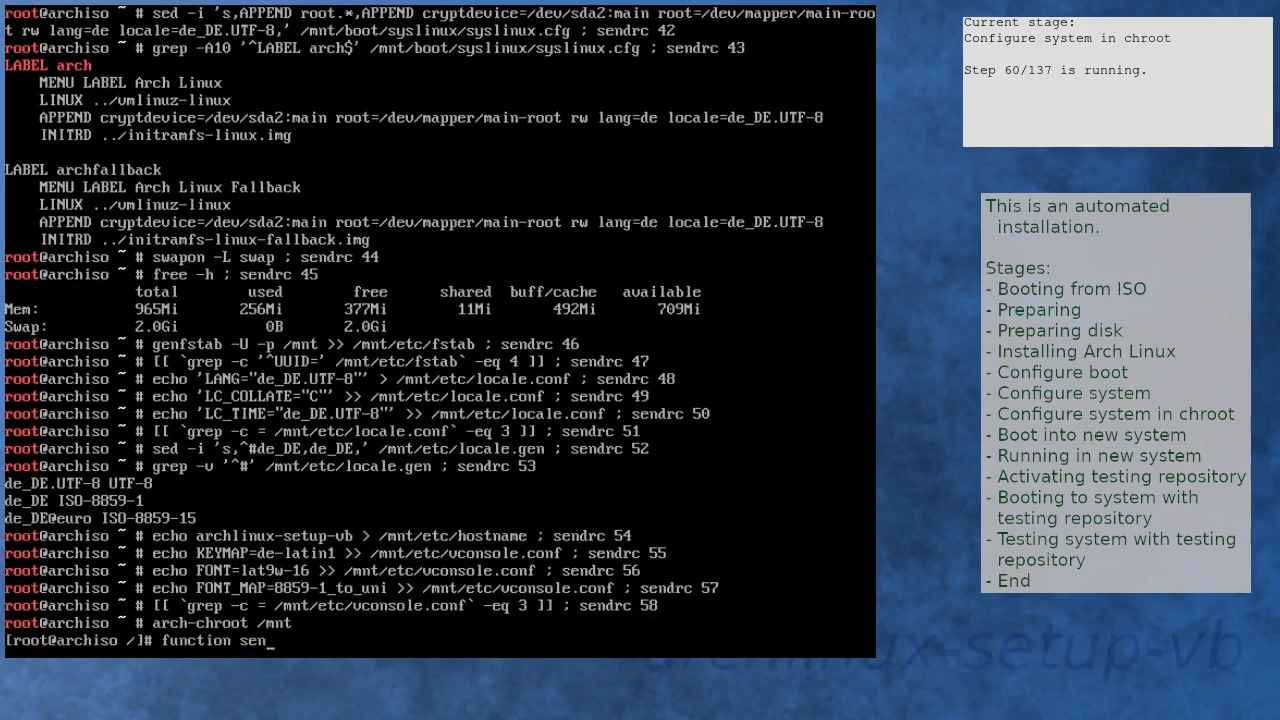 root@archiso ~ # sed -i 's,APPEND root.*,APPEND cryptdevice=/dev/sda2:main root=/dev/mapper/main-roo
t rw lang=de locale=de_DE.UTF-8,' /mnt/boot/syslinux/syslinux.cfg ; sendrc 42
root@archiso ~ # grep -A10 '^LABEL arch$' /mnt/boot/syslinux/syslinux.cfg ; sendrc 43
LABEL arch
    MENU LABEL Arch Linux
    LINUX ../vmlinuz-linux
    APPEND cryptdevice=/dev/sda2:main root=/dev/mapper/main-root rw lang=de locale=de_DE.UTF-8
    INITRD ../initramfs-linux.img
LABEL archfallback
    MENU LABEL Arch Linux Fallback
    LINUX ../vmlinuz-linux
    APPEND cryptdevice=/dev/sda2:main root=/dev/mapper/main-root rw lang=de locale=de_DE.UTF-8
    INITRD ../initramfs-linux-fallback.img
root@archiso ~ # swapon -L swap ; sendrc 44
root@archiso ~ # free -h ; sendrc 45
               total        used        free      shared  buff/cache   available
Mem:           965Mi       256Mi       377Mi        11Mi       492Mi       709Mi
Swap:          2.0Gi          0B       2.0Gi
root@archiso ~ # genfstab -U -p /mnt >> /mnt/etc/fstab ; sendrc 46
root@archiso ~ # [[ `grep -c '^UUID=' /mnt/etc/fstab` -eq 4 ]] ; sendrc 47
root@archiso ~ # echo 'LANG="de_DE.UTF-8"' > /mnt/etc/locale.conf ; sendrc 48
root@archiso ~ # echo 'LC_COLLATE="C"' >> /mnt/etc/locale.conf ; sendrc 49
root@archiso ~ # echo 'LC_TIME="de_DE.UTF-8"' >> /mnt/etc/locale.conf ; sendrc 50
root@archiso ~ # [[ `grep -c = /mnt/etc/locale.conf` -eq 3 ]] ; sendrc 51
root@archiso ~ # sed -i 's,^#de_DE,de_DE,' /mnt/etc/locale.gen ; sendrc 52
root@archiso ~ # grep -v '^#' /mnt/etc/locale.gen ; sendrc 53
de_DE.UTF-8 UTF-8
de_DE ISO-8859-1
de_DE@euro ISO-8859-15
root@archiso ~ # echo archlinux-setup-vb > /mnt/etc/hostname ; sendrc 54
root@archiso ~ # echo KEYMAP=de-latin1 >> /mnt/etc/vconsole.conf ; sendrc 55
root@archiso ~ # echo FONT=lat9w-16 >> /mnt/etc/vconsole.conf ; sendrc 56
root@archiso ~ # echo FONT_MAP=8859-1_to_uni >> /mnt/etc/vconsole.conf ; sendrc 57
root@archiso ~ # [[ `grep -c = /mnt/etc/vconsole.conf` -eq 3 ]] ; sendrc 58
root@archiso ~ # arch-chroot /mnt
[root@archiso /]# function sen_
Current stage:
Configure system in chroot
Step 60/137 is running.
This is an automated
installation.
Stages:
- Booting from ISO
- Preparing
- Preparing disk
- Installing Arch Linux
- Configure boot
- Configure system
- Configure system in chroot
- Boot into new system
- Running in new system
- Activating testing repository
- Booting to system with
testing repository
- Testing system with testing
repository
- End
archlinux-setup-vb